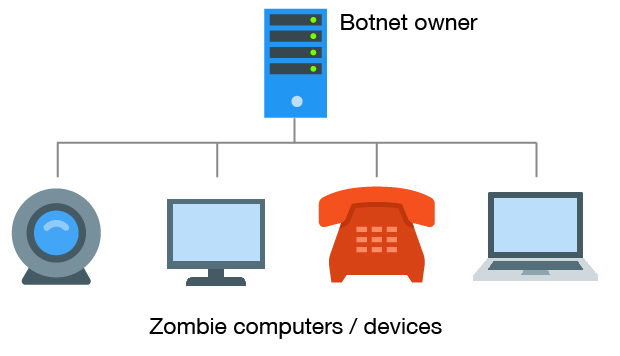 Botnet owner
Zombie computers / devices